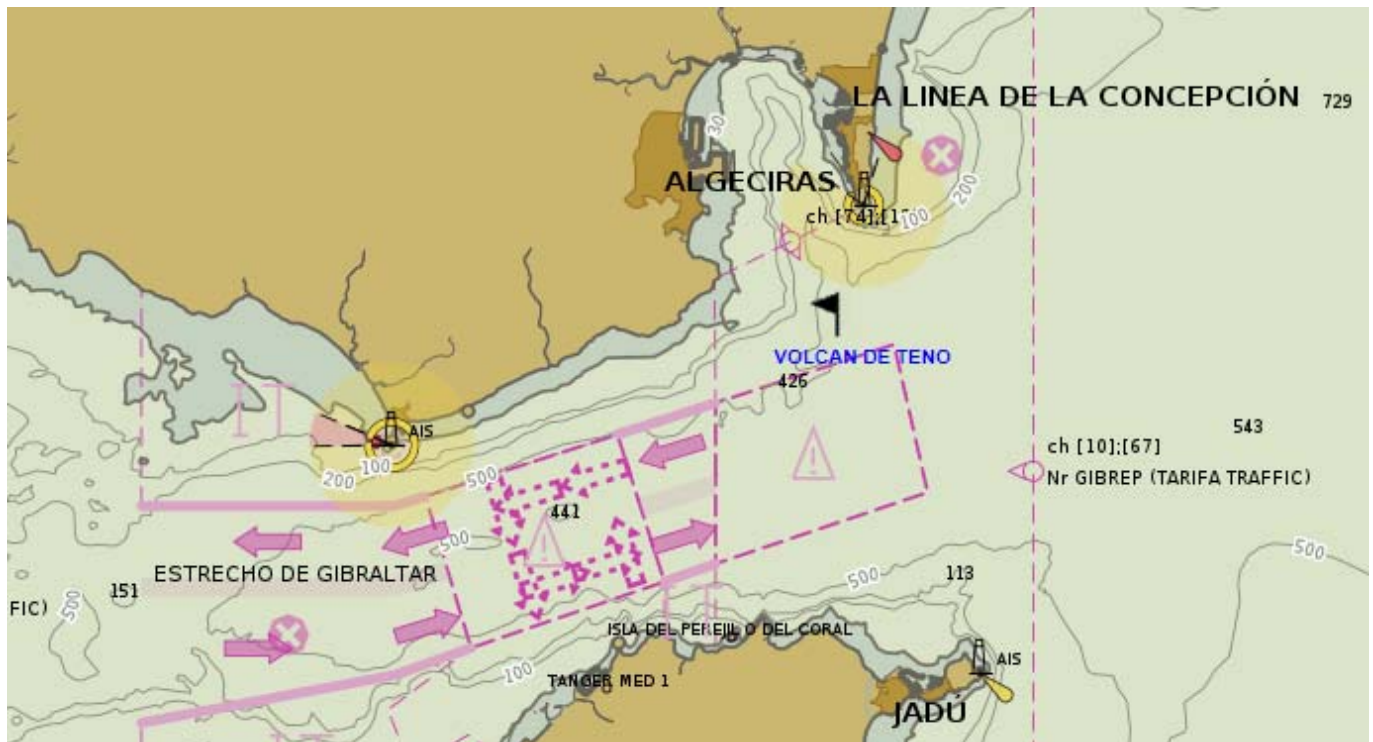 LA LINEA DE LA CONCEPCIÓN
729
30
ALGECIRAS
200
ch [74];[1
100
VOLCAN DE TENO
426
AIS
543
ch [10];[67]
100
200
500
Nr GIBREP (TARIFA TRAFFIC)
441
500
500
ESTRECHO DE GIBRALTAR
500
113
151
500
FIC)
ISLA DEL PEREJIL O DEL CORAL
AIS
100
TANGER MED 1
JADÚ